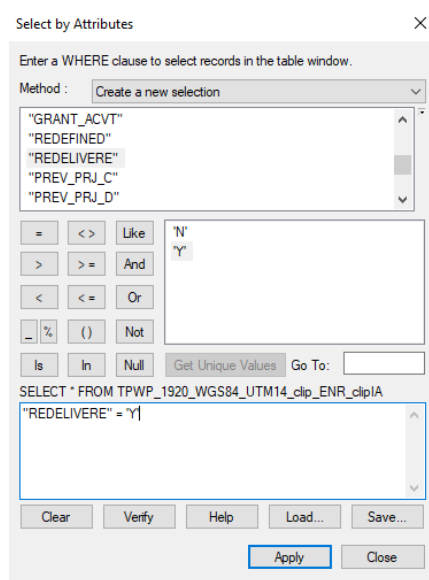 Select by Attributes
Enter a WHERE clause to select records in the table window.
Method : Create a new selection
"GRANT_ACVT"
"REDEFINED"
"REDELIVERE"
"PREV_PRJ_C"
"PREV_PRJ_D"
= < > Like 'N'
'Y'
> > = And
< < = Or
_ % () Not
Is In Null Get Unique Values Go To:
SELECT * FROM TPWP_1920_WGS84_UTM14_clip_ENR_clipIA
"REDELIVERE" = 'Y'
Clear Verify Help Load... Save...
Apply Close